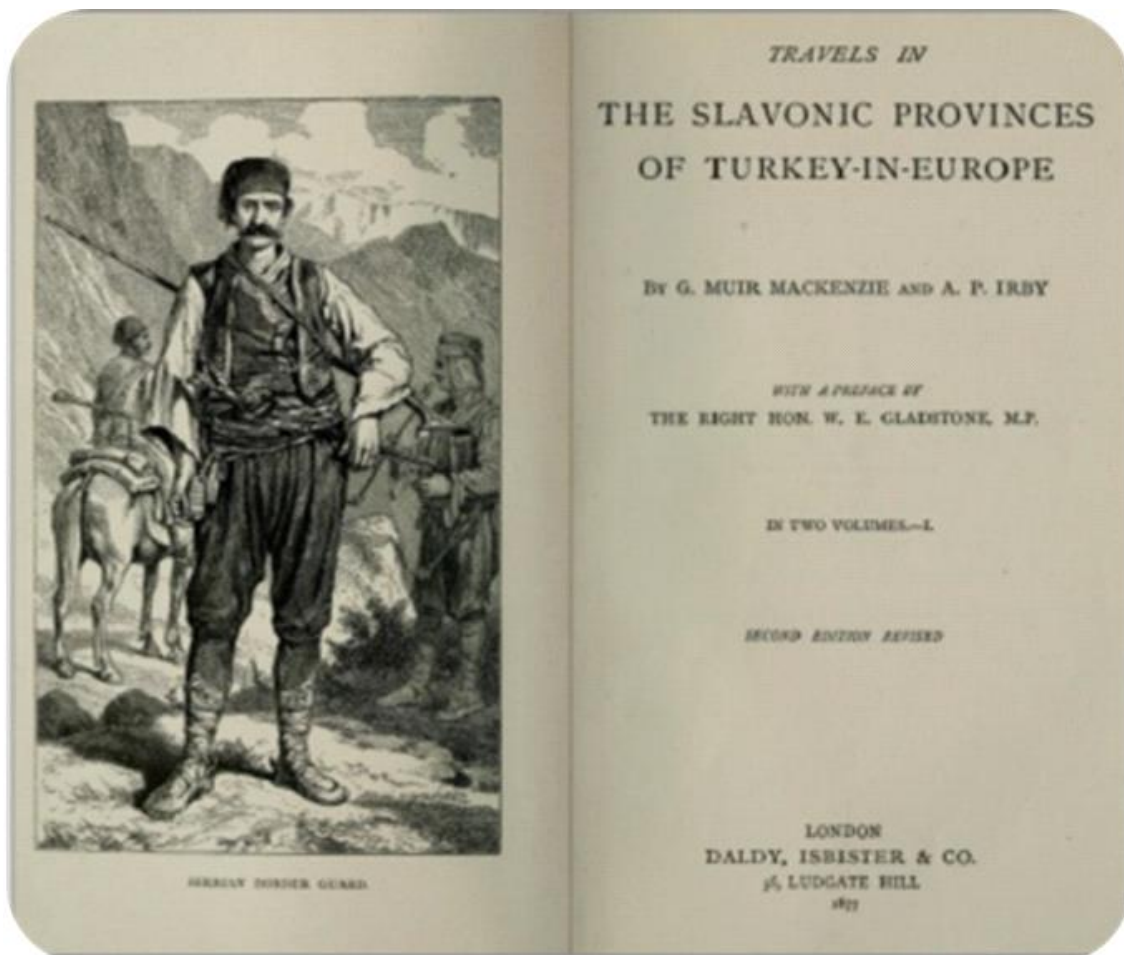 SERBIAN BORDER GUARD.
TRAVELS IN
THE SLAVONIC PROVINCES
OF TURKEY-IN-EUROPE
BY G. MUIR MACKENZIE AND A. P. IRBY
WITH A PREFACE BY
THE RIGHT HON. W. E. GLADSTONE, M.P.
IN TWO VOLUMES.—I.
SECOND EDITION REVISED
LONDON
DALDY, ISBISTER & CO.
56, LUDGATE HILL
1877